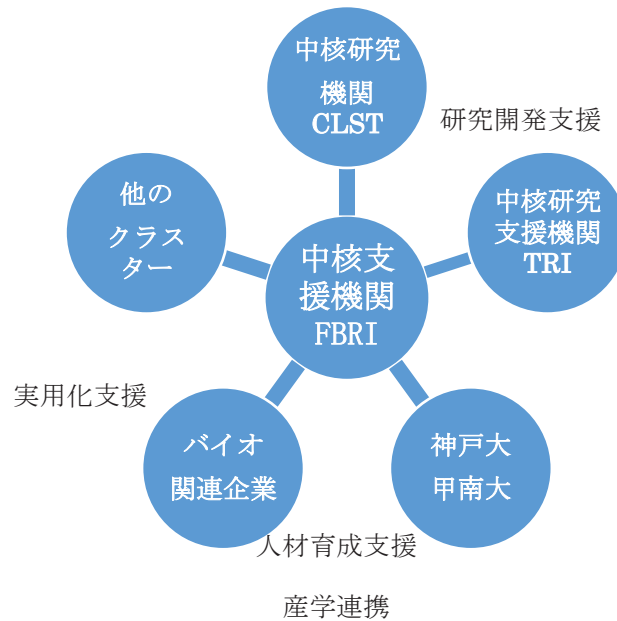 中核研究
機関
CLST
研究開発支援
他の
クラス
ター
中核研究
支援機関
TRI
中核支
援機関
FBRI
実用化支援
バイオ
関連企業
神戸大
甲南大
人材育成支援
産学連携